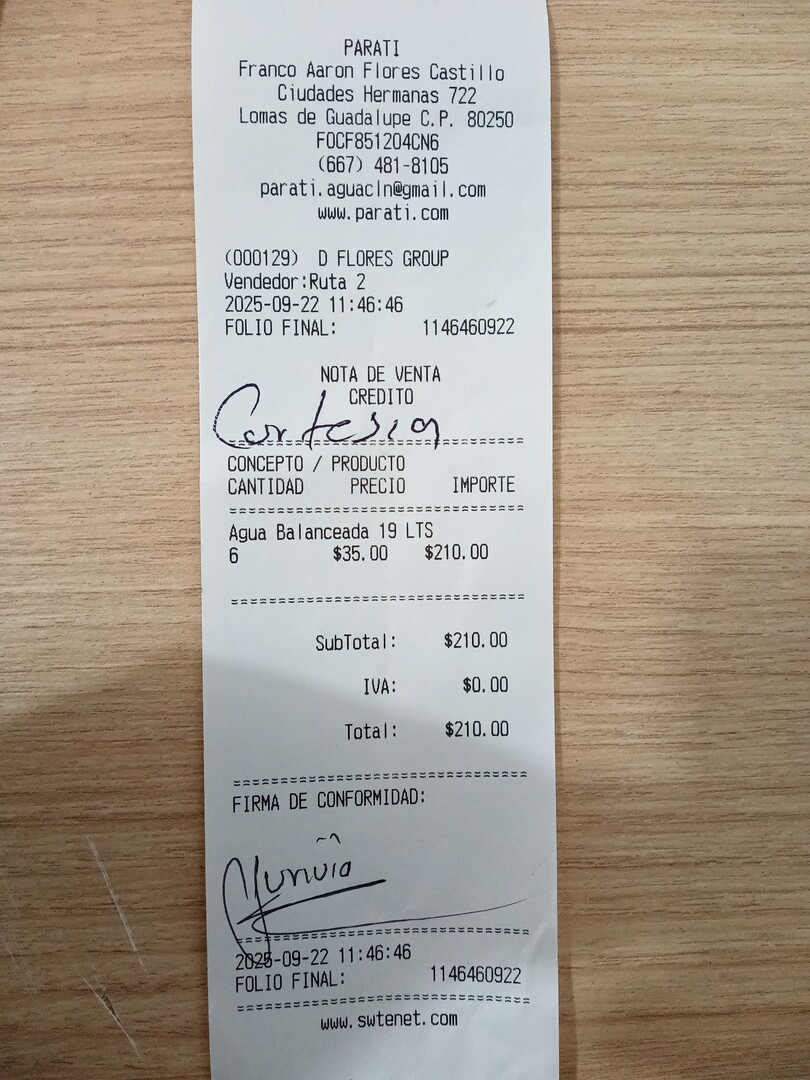 PARATI
Franco Aaron Flores Castillo
Ciudades Hermanas 722
Lomas de Guadalupe C.P. 80250
FOCF851204CN6
(667) 481-8105
parati.aguacln@gmail.com
www.parati.com
(000129) D FLORES GROUP
Vendedor:Ruta 2
2025-09-22 11:46:46
FOLIO FINAL: 1146460922
NOTA DE VENTA
CREDITO
Cortesia
CONCEPTO / PRODUCTO
CANTIDAD PRECIO IMPORTE
Agua Balanceada 19 LTS
6 $35.00 $210.00
SubTotal: $210.00
IVA: $0.00
Total: $210.00
FIRMA DE CONFORMIDAD:
2025-09-22 11:46:46
FOLIO FINAL: 1146460922
www.swtenet.com